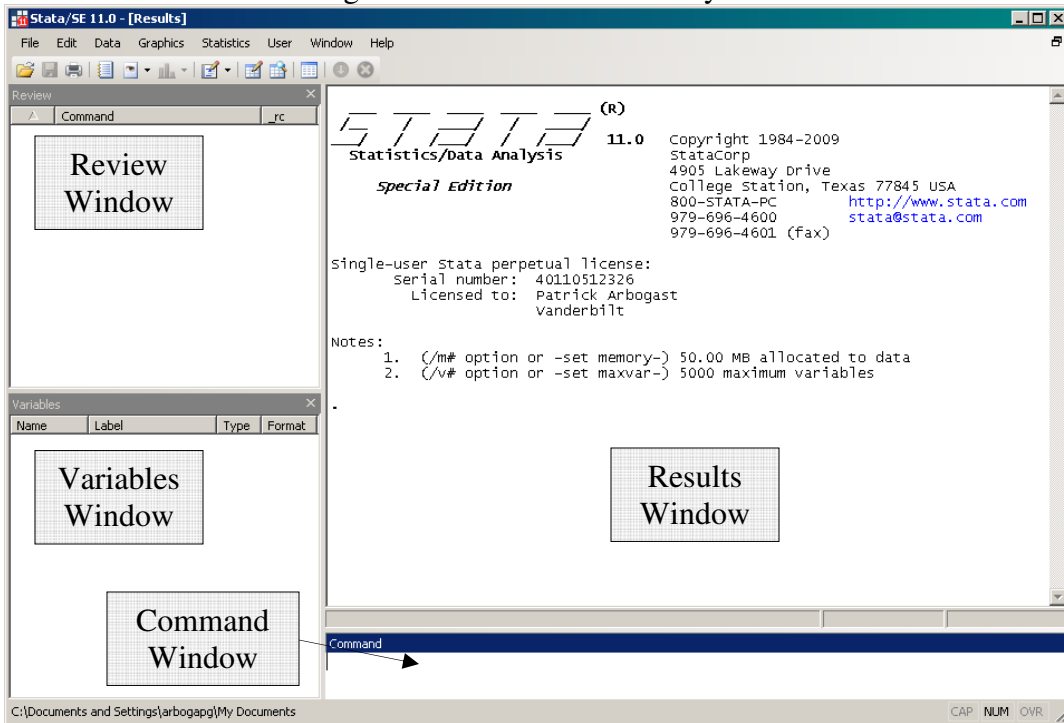 Stata/SE 11.0 - [Results]
File Edit Data Graphics Statistics User Window Help
Review
Command _rc
Review
Window
Variables
Name Label Type Format
Variables
Window
Command
Window
(R)
STATA 11.0 Copyright 1984-2009
Statistics/Data Analysis StataCorp
4905 Lakeway Drive
Special Edition College Station, Texas 77845 USA
800-STATA-PC http://www.stata.com
979-696-4600 stata@stata.com
979-696-4601 (fax)
Single-user Stata perpetual license:
Serial number: 40110512326
Licensed to: Patrick Arbogast
Vanderbilt
Notes:
1. (/m# option or -set memory-) 50.00 MB allocated to data
2. (/v# option or -set maxvar-) 5000 maximum variables
.
Results
Window
Command
C:\Documents and Settings\arbogapg\My Documents CAP NUM OVR